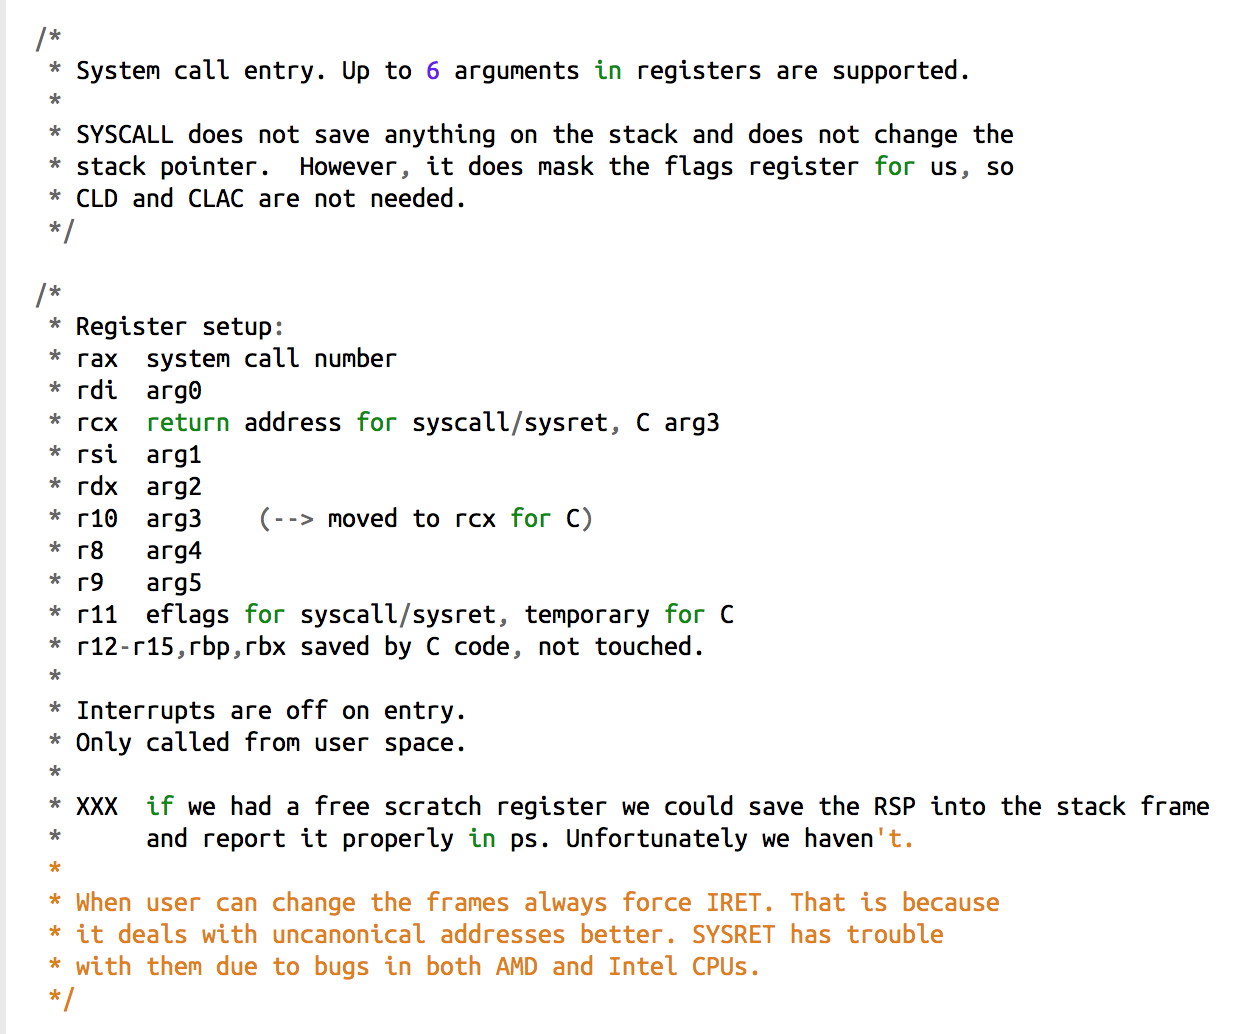 /*
 * System call entry. Up to 6 arguments in registers are supported.
 *
 * SYSCALL does not save anything on the stack and does not change the
 * stack pointer.  However, it does mask the flags register for us, so
 * CLD and CLAC are not needed.
 */

/*
 * Register setup:
 * rax  system call number
 * rdi  arg0
 * rcx  return address for syscall/sysret, C arg3
 * rsi  arg1
 * rdx  arg2
 * r10  arg3    (--> moved to rcx for C)
 * r8   arg4
 * r9   arg5
 * r11  eflags for syscall/sysret, temporary for C
 * r12-r15,rbp,rbx saved by C code, not touched.
 *
 * Interrupts are off on entry.
 * Only called from user space.
 *
 * XXX  if we had a free scratch register we could save the RSP into the stack frame
 *      and report it properly in ps. Unfortunately we haven't.
 *
 * When user can change the frames always force IRET. That is because
 * it deals with uncanonical addresses better. SYSRET has trouble
 * with them due to bugs in both AMD and Intel CPUs.
 */